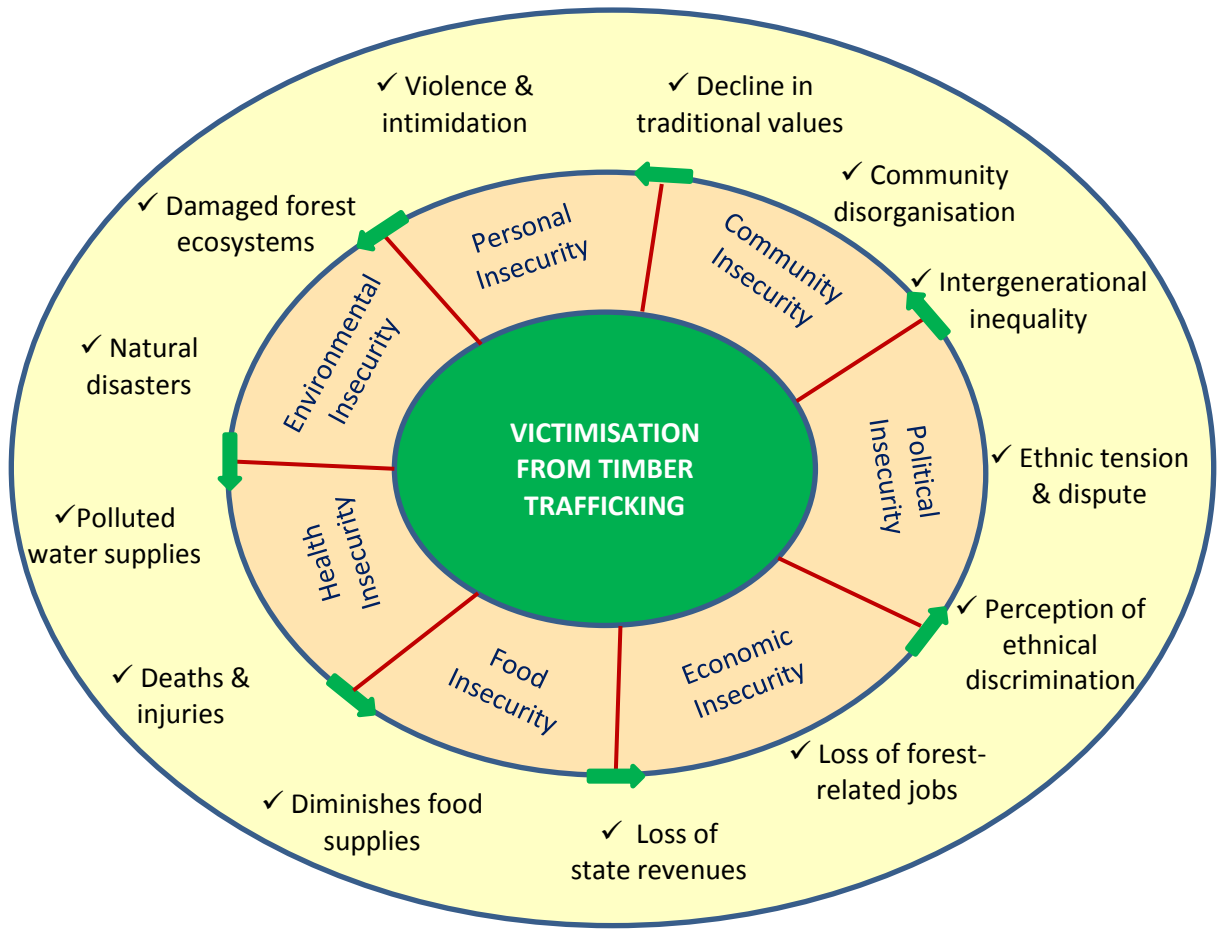 ✓ Violence &
intimidation
✓ Decline in
traditional values
✓ Community
disorganisation
✓ Intergenerational
inequality
✓ Ethnic tension
& dispute
✓ Perception of
ethnical
discrimination
✓ Loss of forest-
related jobs
✓ Loss of
state revenues
✓ Diminishes food
supplies
✓ Deaths &
injuries
✓Polluted
water supplies
✓ Natural
disasters
✓ Damaged forest
ecosystems
Personal
Insecurity
Community
Insecurity
Political
Insecurity
Economic
Insecurity
Food
Insecurity
Health
Insecurity
Environmental
Insecurity
VICTIMISATION
FROM TIMBER
TRAFFICKING